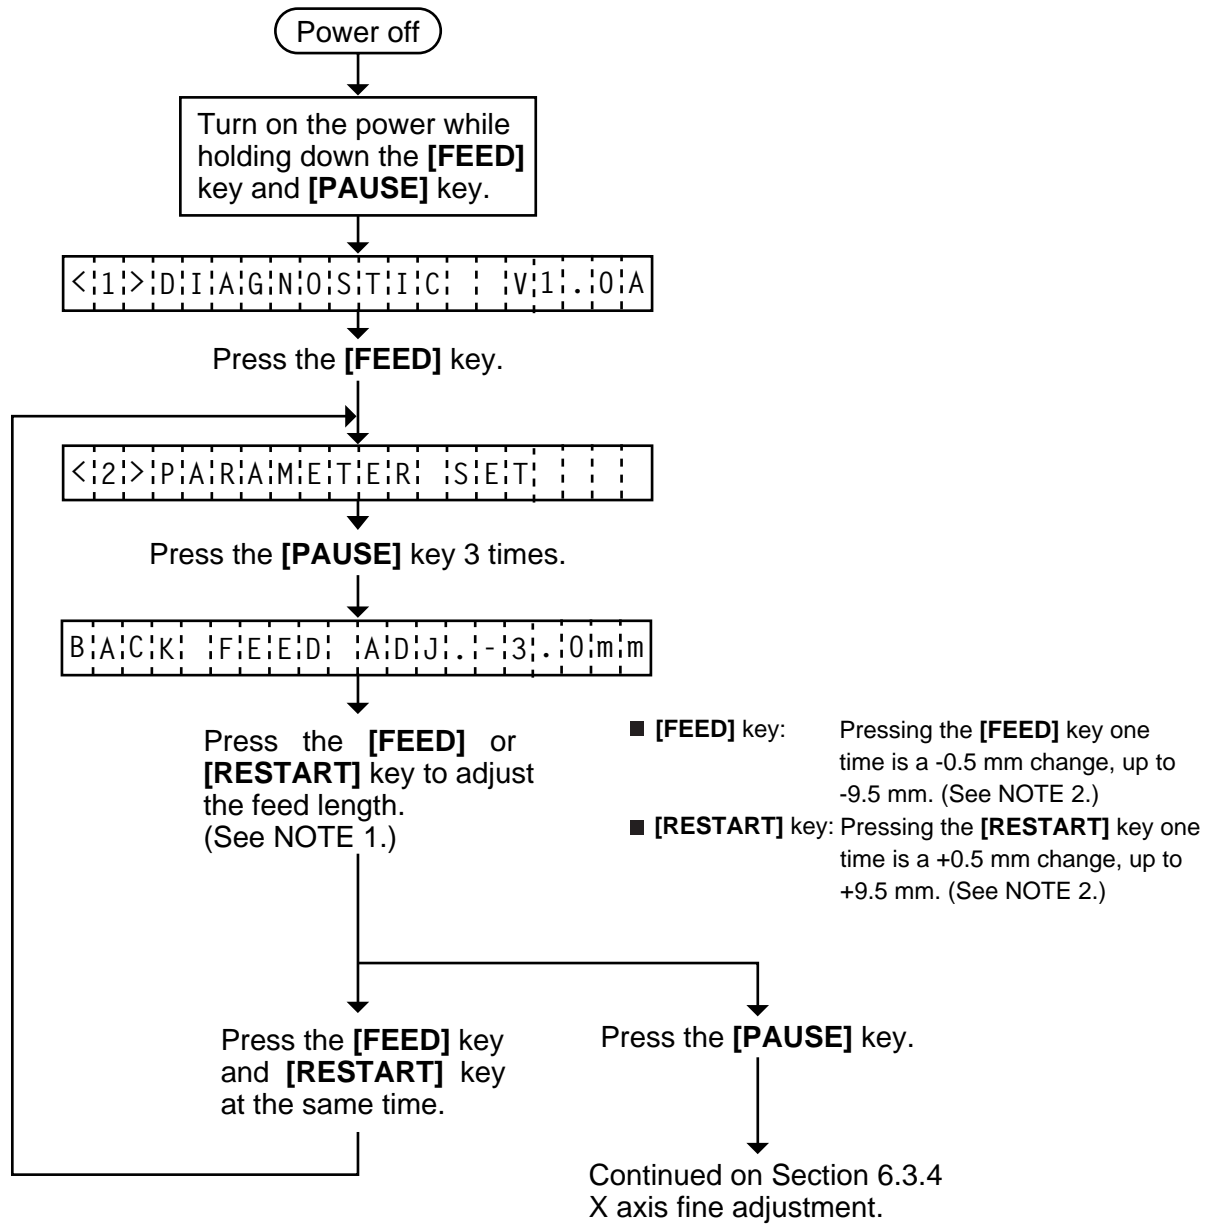 Power off
Turn on the power while
holding down the [FEED]
key and [PAUSE] key.
<1>DIAGNOSTIC  V1.0A
Press the [FEED] key.
<2>PARAMETER SET
Press the [PAUSE] key 3 times.
BACK FEED ADJ.-3.0mm
Press the [FEED] or
[RESTART] key to adjust
the feed length.
(See NOTE 1.)
■ [FEED] key: Pressing the [FEED] key one
time is a -0.5 mm change, up to
-9.5 mm. (See NOTE 2.)
■ [RESTART] key: Pressing the [RESTART] key one
time is a +0.5 mm change, up to
+9.5 mm. (See NOTE 2.)
Press the [FEED] key
and [RESTART] key
at the same time.
Press the [PAUSE] key.
Continued on Section 6.3.4
X axis fine adjustment.